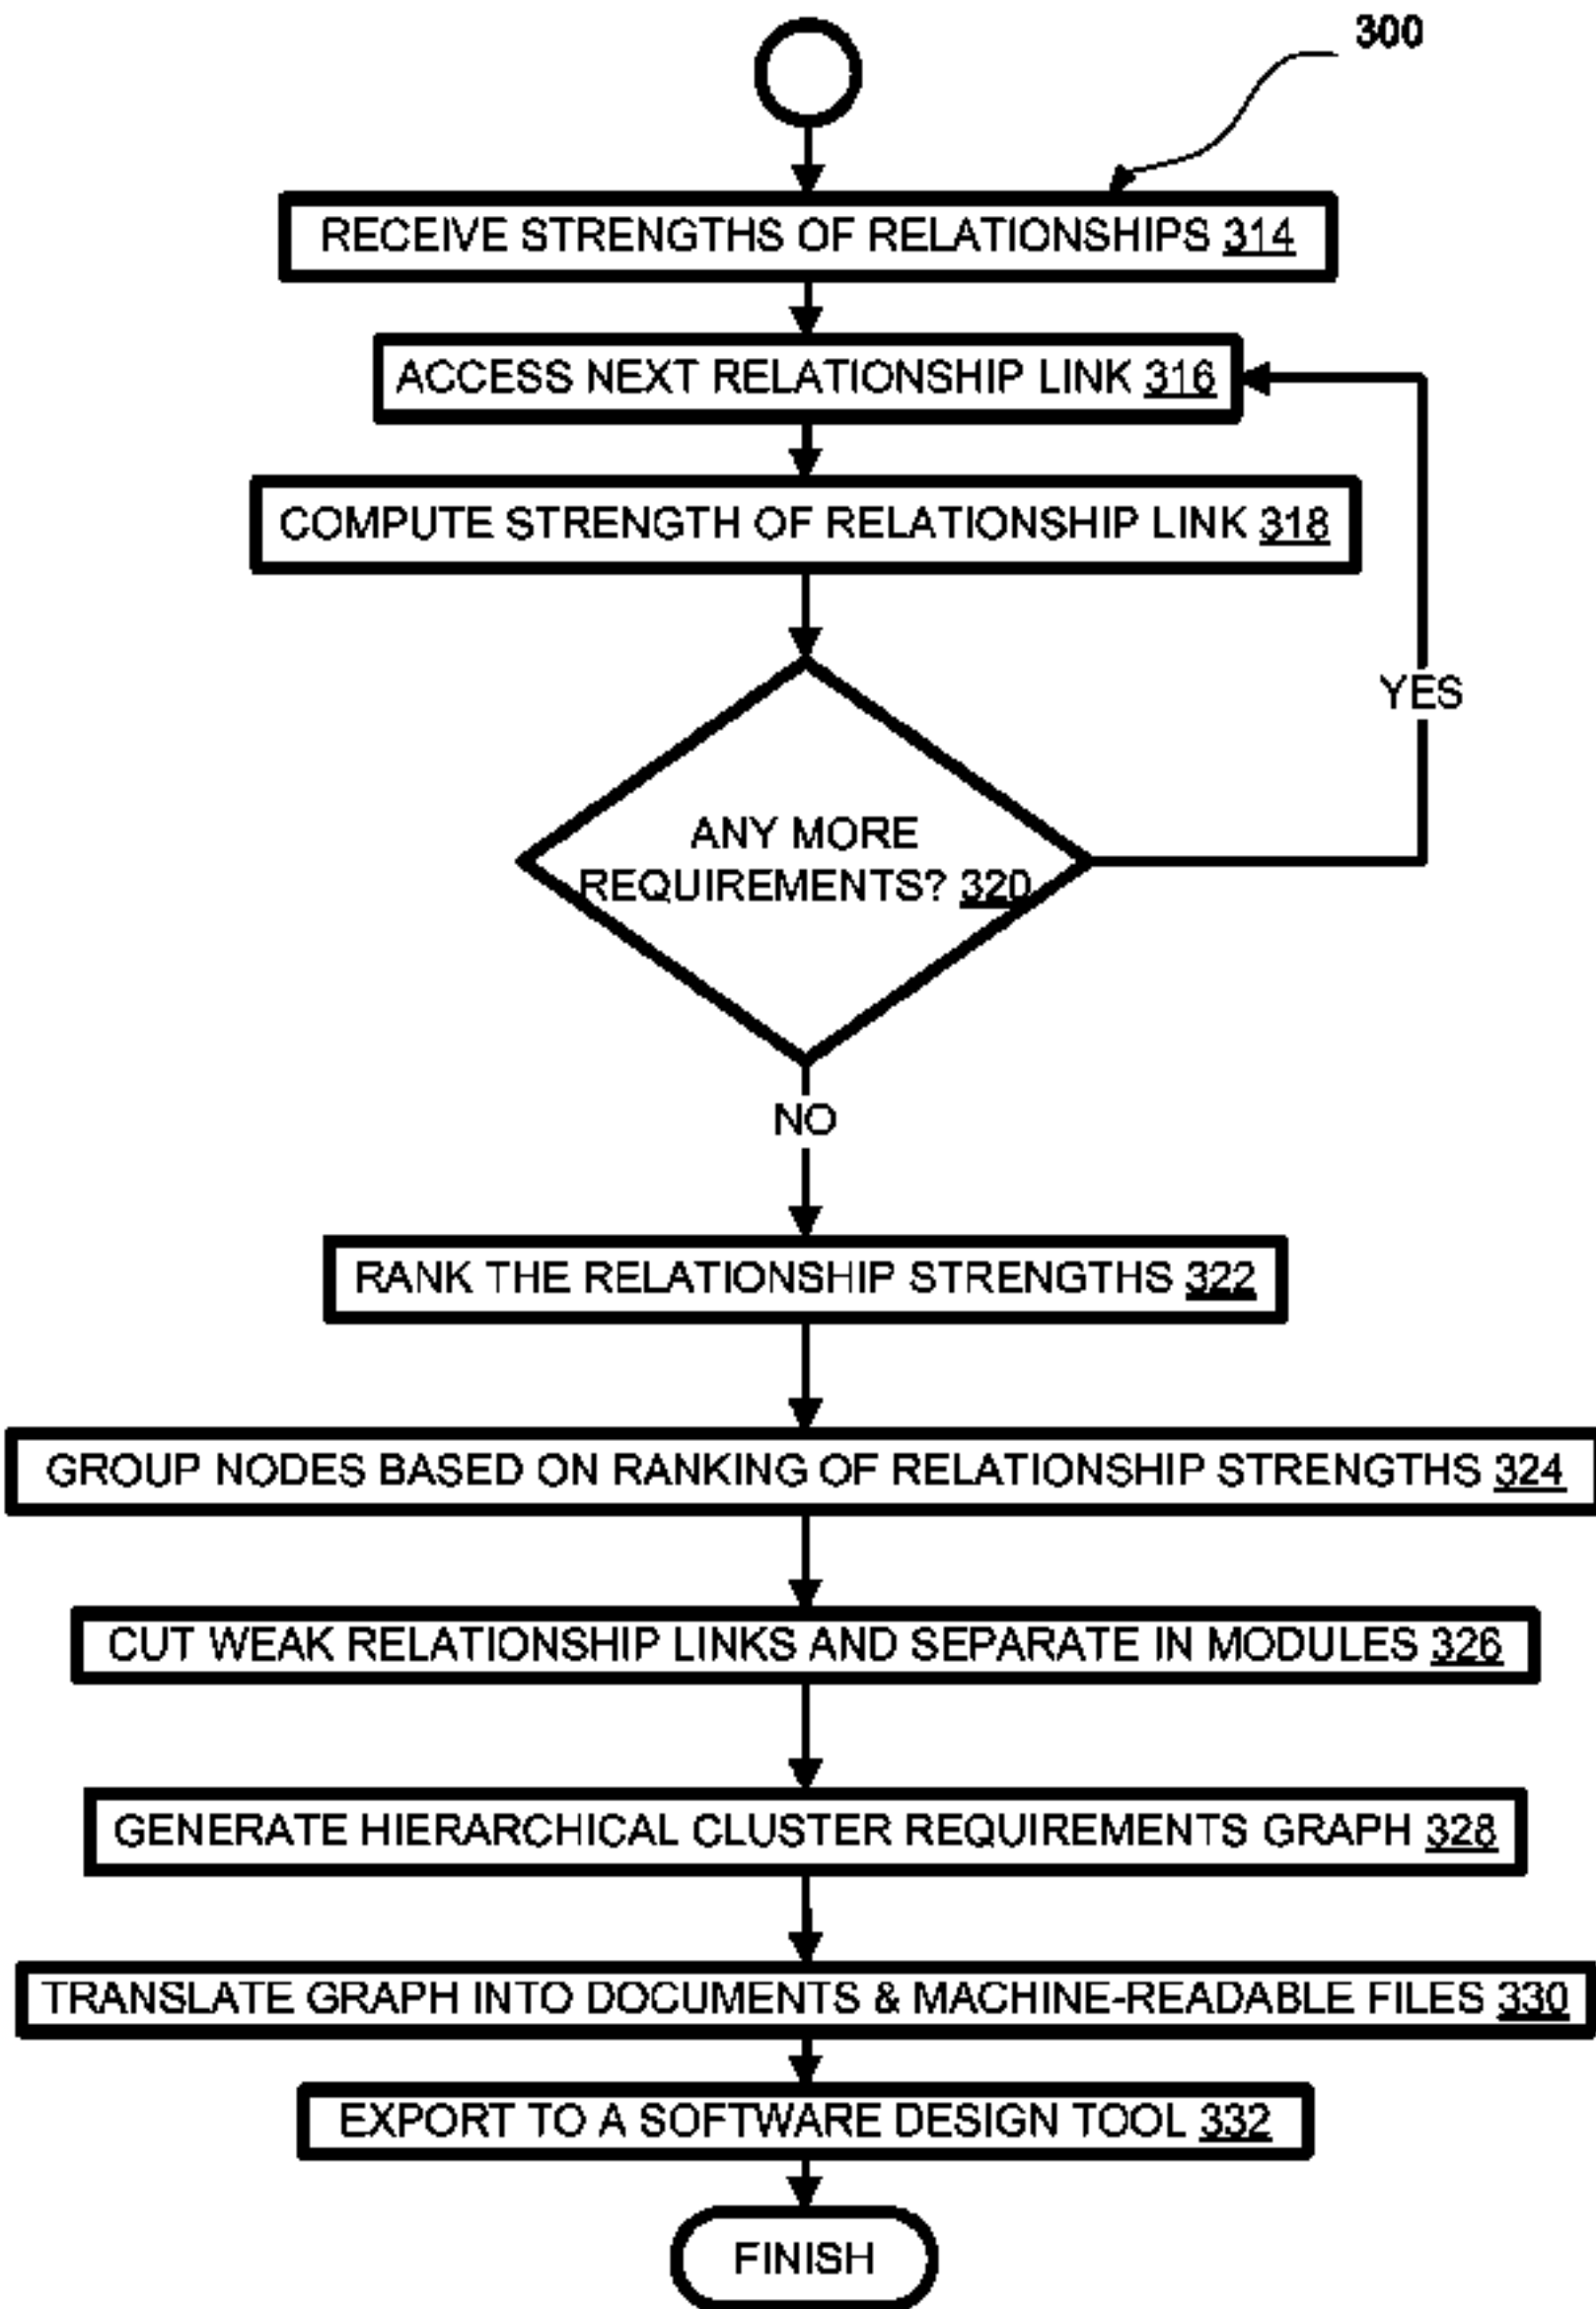 300
RECEIVE STRENGTHS OF RELATIONSHIPS 314
ACCESS NEXT RELATIONSHIP LINK 316
COMPUTE STRENGTH OF RELATIONSHIP LINK 318
YES
ANY MORE
REQUIREMENTS? 320
NO
RANK THE RELATIONSHIP STRENGTHS 322
GROUP NODES BASED ON RANKING OF RELATIONSHIP STRENGTHS 324
CUT WEAK RELATIONSHIP LINKS AND SEPARATE IN MODULES 326
GENERATE HIERARCHICAL CLUSTER REQUIREMENTS GRAPH 328
TRANSLATE GRAPH INTO DOCUMENTS & MACHINE-READABLE FILES 330
EXPORT TO A SOFTWARE DESIGN TOOL 332
FINISH